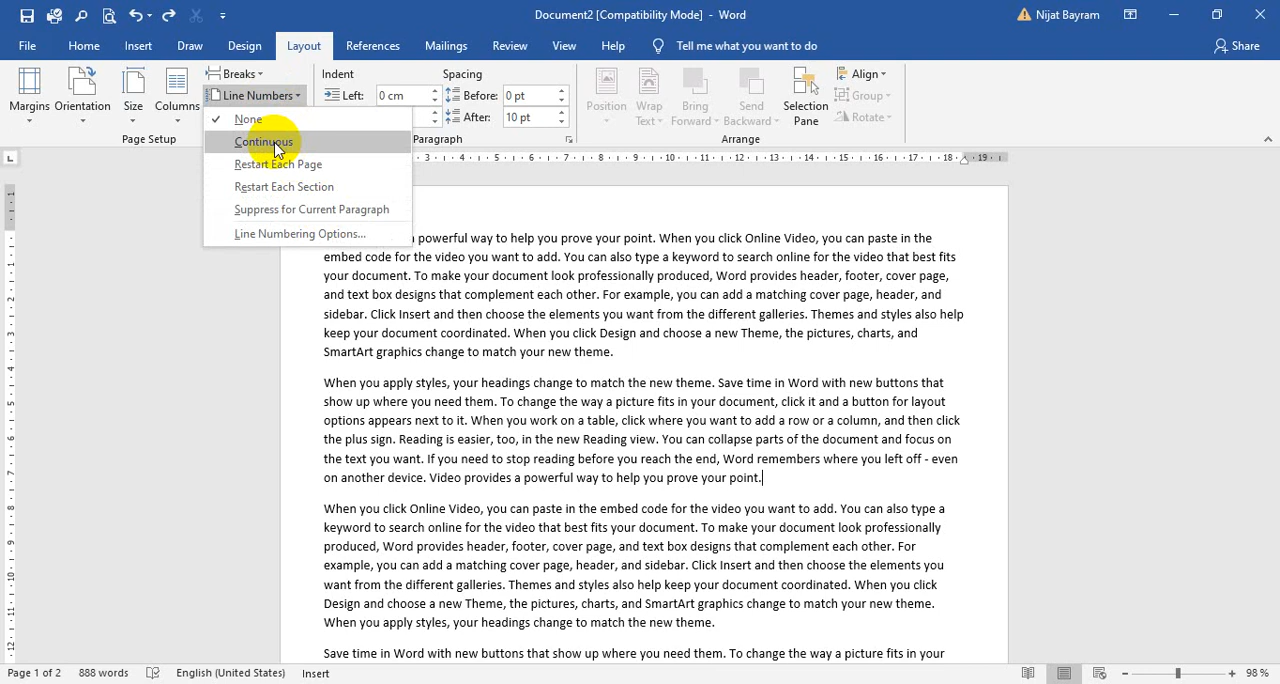 Document2 [Compatibility Mode] - Word
Nijat Bayram
File Home Insert Draw Design Layout References Mailings Review View Help Tell me what you want to do Share
Margins Orientation Size Columns
Breaks
Line Numbers
Indent
Left: 0 cm
Spacing
Before: 0 pt
After: 10 pt
Position Wrap Text Bring Forward Send Backward Selection Pane
Align
Group
Rotate
Page Setup Paragraph Arrange
None
Continuous
Restart Each Page
Restart Each Section
Suppress for Current Paragraph
Line Numbering Options...
3 4 5 6 7 8 9 10 11 12 13 14 15 16 17 18 19
powerful way to help you prove your point. When you click Online Video, you can paste in the
embed code for the video you want to add. You can also type a keyword to search online for the video that best fits
your document. To make your document look professionally produced, Word provides header, footer, cover page,
and text box designs that complement each other. For example, you can add a matching cover page, header, and
sidebar. Click Insert and then choose the elements you want from the different galleries. Themes and styles also help
keep your document coordinated. When you click Design and choose a new Theme, the pictures, charts, and
SmartArt graphics change to match your new theme.
When you apply styles, your headings change to match the new theme. Save time in Word with new buttons that
show up where you need them. To change the way a picture fits in your document, click it and a button for layout
options appears next to it. When you work on a table, click where you want to add a row or a column, and then click
the plus sign. Reading is easier, too, in the new Reading view. You can collapse parts of the document and focus on
the text you want. If you need to stop reading before you reach the end, Word remembers where you left off - even
on another device. Video provides a powerful way to help you prove your point.
When you click Online Video, you can paste in the embed code for the video you want to add. You can also type a
keyword to search online for the video that best fits your document. To make your document look professionally
produced, Word provides header, footer, cover page, and text box designs that complement each other. For
example, you can add a matching cover page, header, and sidebar. Click Insert and then choose the elements you
want from the different galleries. Themes and styles also help keep your document coordinated. When you click
Design and choose a new Theme, the pictures, charts, and SmartArt graphics change to match your new theme.
When you apply styles, your headings change to match the new theme.
Save time in Word with new buttons that show up where you need them. To change the way a picture fits in your
Page 1 of 2 888 words English (United States) Insert 98 %